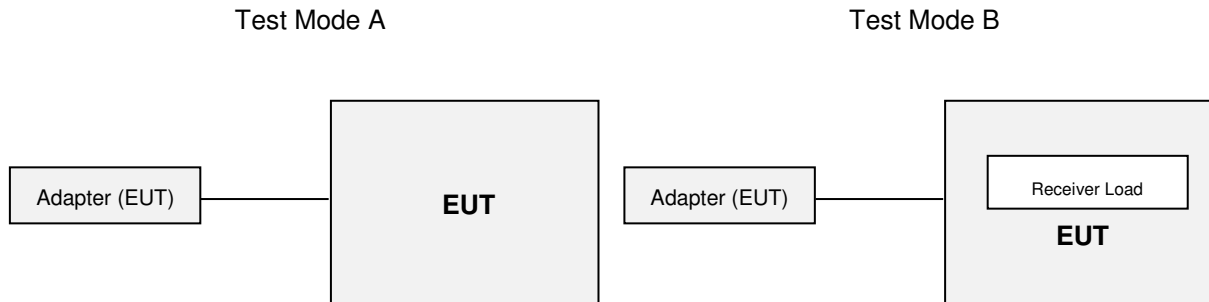 Test Mode A
Test Mode B
Adapter (EUT)
EUT
Adapter (EUT)
Receiver Load
EUT